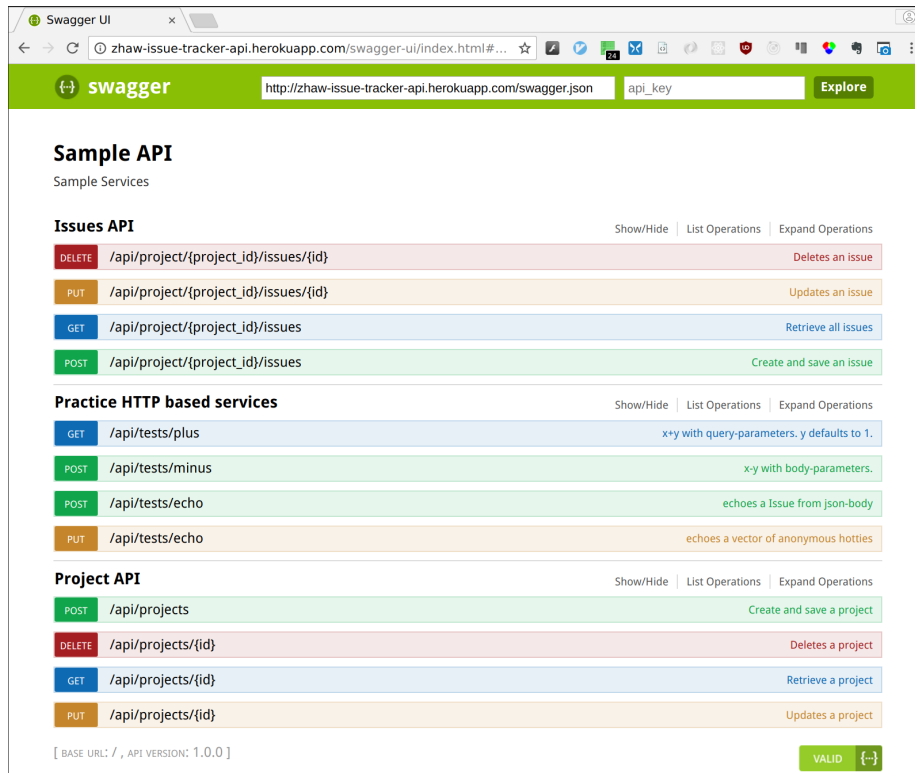 Swagger UI ×
zhaw-issue-tracker-api.herokuapp.com/swagger-ui/index.html#...
24
{··} swagger http://zhaw-issue-tracker-api.herokuapp.com/swagger.json api_key Explore
Sample API
Sample Services
Issues API Show/Hide List Operations Expand Operations
DELETE /api/project/{project_id}/issues/{id} Deletes an issue
PUT /api/project/{project_id}/issues/{id} Updates an issue
GET /api/project/{project_id}/issues Retrieve all issues
POST /api/project/{project_id}/issues Create and save an issue
Practice HTTP based services Show/Hide List Operations Expand Operations
GET /api/tests/plus x+y with query-parameters. y defaults to 1.
POST /api/tests/minus x-y with body-parameters.
POST /api/tests/echo echoes a Issue from json-body
PUT /api/tests/echo echoes a vector of anonymous hotties
Project API Show/Hide List Operations Expand Operations
POST /api/projects Create and save a project
DELETE /api/projects/{id} Deletes a project
GET /api/projects/{id} Retrieve a project
PUT /api/projects/{id} Updates a project
[ BASE URL: / , API VERSION: 1.0.0 ] VALID {··}